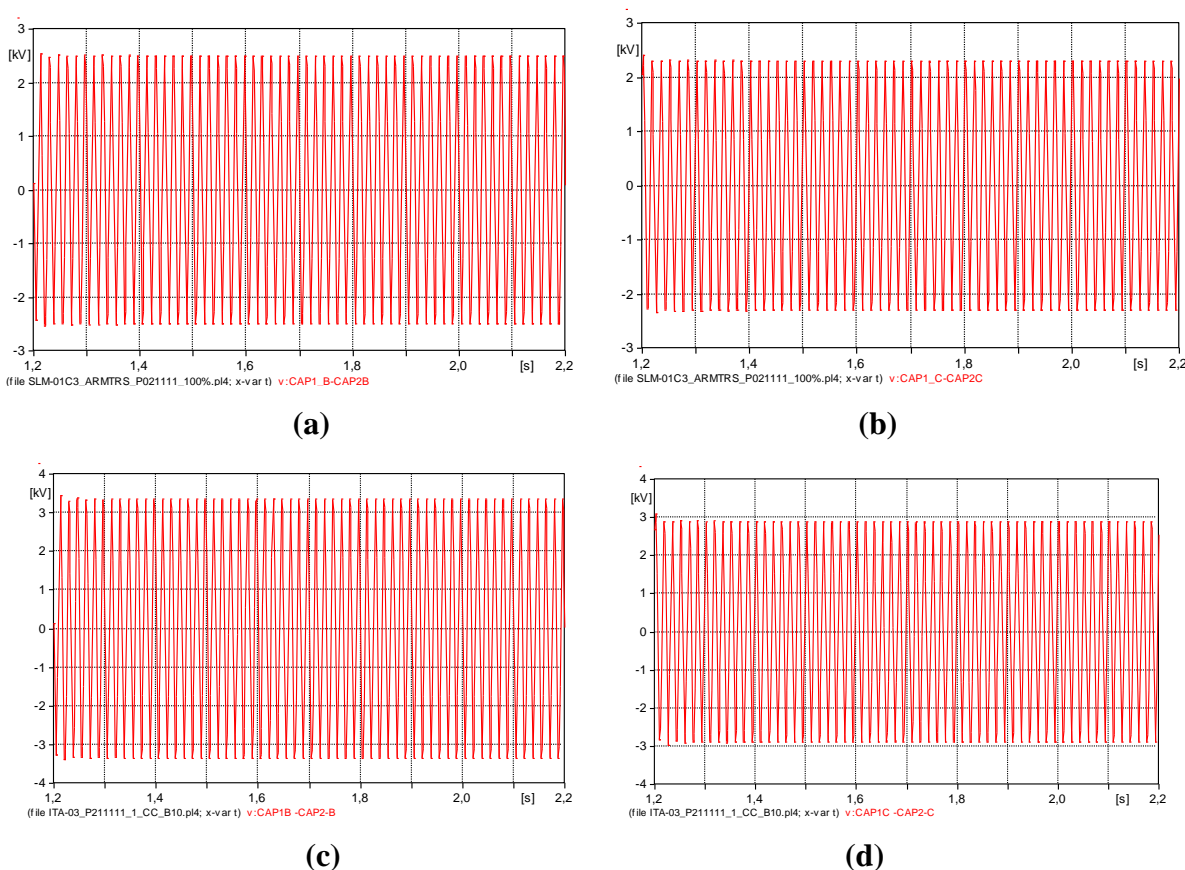 3
[kV]
2
1
0
-1
-2
-3
1,2 1,4 1,6 1,8 2,0 [s] 2,2
(file SLM-01C3_ARMTRS_P021111_100%.pl4; x-var t) v:CAP1_B-CAP2B
(a)
3
[kV]
2
1
0
-1
-2
-3
1,2 1,4 1,6 1,8 2,0 [s] 2,2
(file SLM-01C3_ARMTRS_P021111_100%.pl4; x-var t) v:CAP1_C-CAP2C
(b)
4
[kV]
3
2
1
0
-1
-2
-3
-4
1,2 1,4 1,6 1,8 2,0 [s] 2,2
(file ITA-03_P211111_1_CC_B10.pl4; x-var t) v:CAP1B -CAP2-B
(c)
4
[kV]
3
2
1
0
-1
-2
-3
-4
1,2 1,4 1,6 1,8 2,0 [s] 2,2
(file ITA-03_P211111_1_CC_B10.pl4; x-var t) v:CAP1C -CAP2-C
(d)